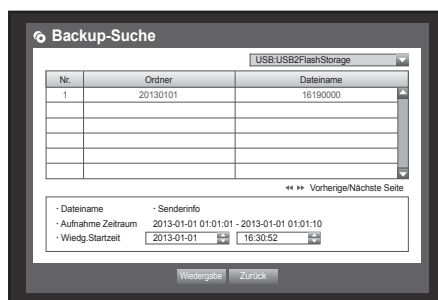 Backup-Suche
USB:USB2FlashStorage
Nr. Ordner Dateiname
1 20130101 16190000
Vorherige/Nächste Seite
· Dateiname · Senderinfo
· Aufnahme Zeitraum 2013-01-01 01:01:01 - 2013-01-01 01:01:10
· Wiedg.Startzeit 2013-01-01 16:30:52
Wiedergabe Zurück